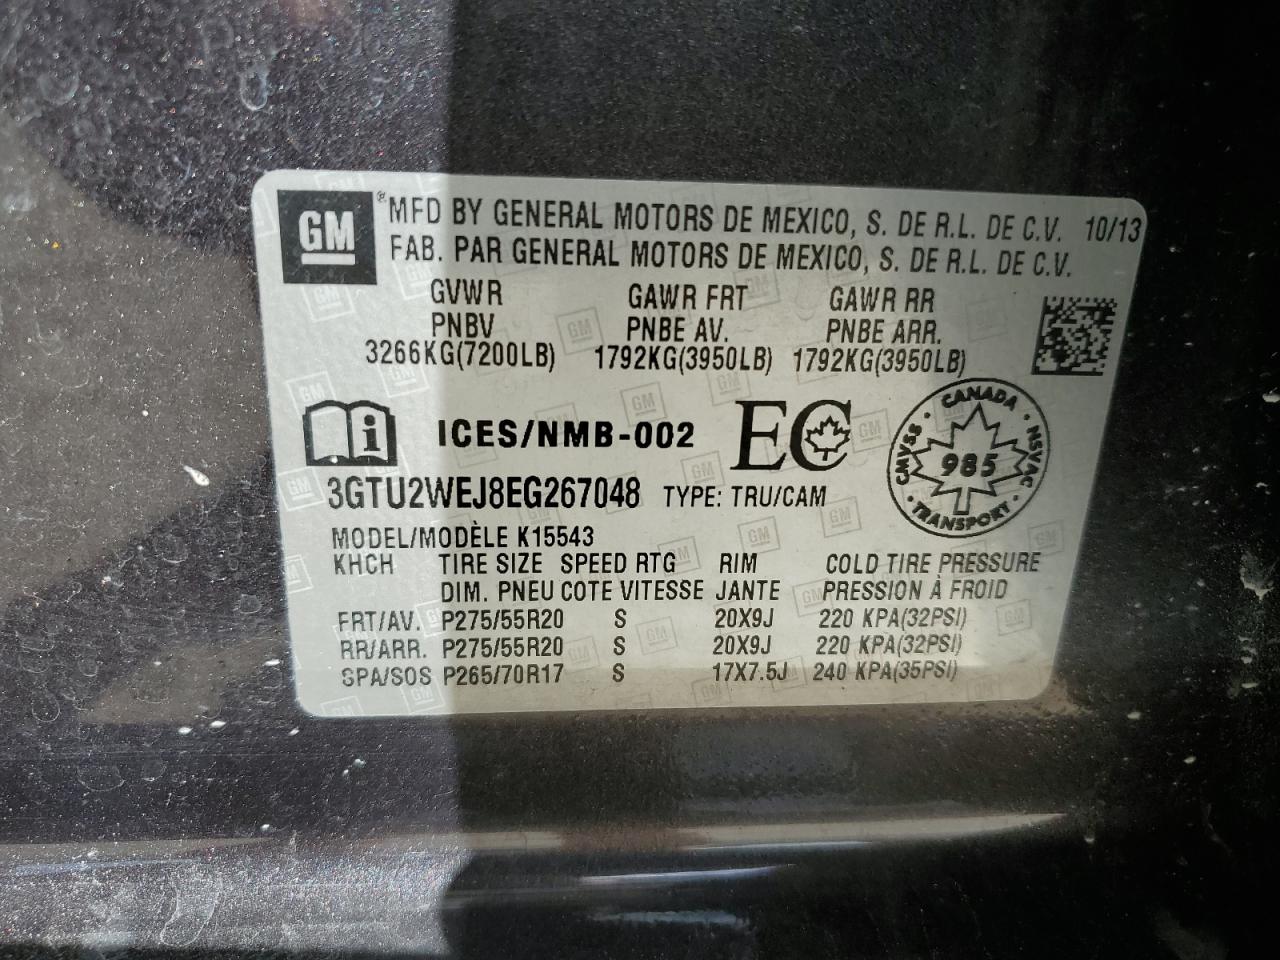 GM ® MFD BY GENERAL MOTORS DE MEXICO, S. DE R.L. DE C.V. 10/13
FAB. PAR GENERAL MOTORS DE MEXICO, S. DE R.L. DE C.V.
GVWR GAWR FRT GAWR RR
PNBV PNBE AV. PNBE ARR.
3266KG(7200LB) 1792KG(3950LB) 1792KG(3950LB)
i ICES/NMB-002 EC
CANADA
CMVSS 985 NSVAC
TRANSPORT
3GTU2WEJ8EG267048 TYPE: TRU/CAM
MODEL/MODÈLE K15543
KHCH TIRE SIZE SPEED RTG RIM COLD TIRE PRESSURE
DIM. PNEU COTE VITESSE JANTE PRESSION À FROID
FRT/AV. P275/55R20 S 20X9J 220 KPA(32PSI)
RR/ARR. P275/55R20 S 20X9J 220 KPA(32PSI)
SPA/SOS P265/70R17 S 17X7.5J 240 KPA(35PSI)